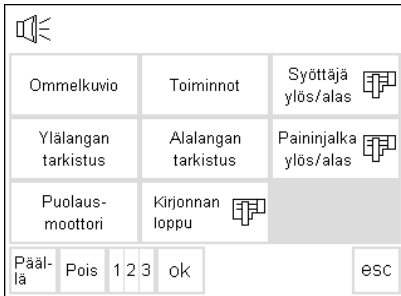 Ommelkuvio
Toiminnot
Syöttäjä
ylös/alas
Ylälangan
tarkistus
Alalangan
tarkistus
Paininjalka
ylös/alas
Puolaus-
moottori
Kirjonnan
loppu
Pääl-
lä
Pois
1 2 3
ok
esc